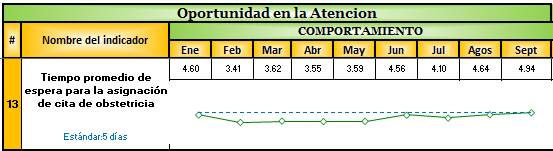 Oportunidad en la Atencion
# Nombre del indicador COMPORTAMIENTO
Ene Feb Mar Abr May Jun Jul Agos Sept
4.60 3.41 3.62 3.55 3.59 4.56 4.10 4.64 4.94
13
Tiempo promedio de
espera para la asignación
de cita de obstetricia
Estándar:5 días